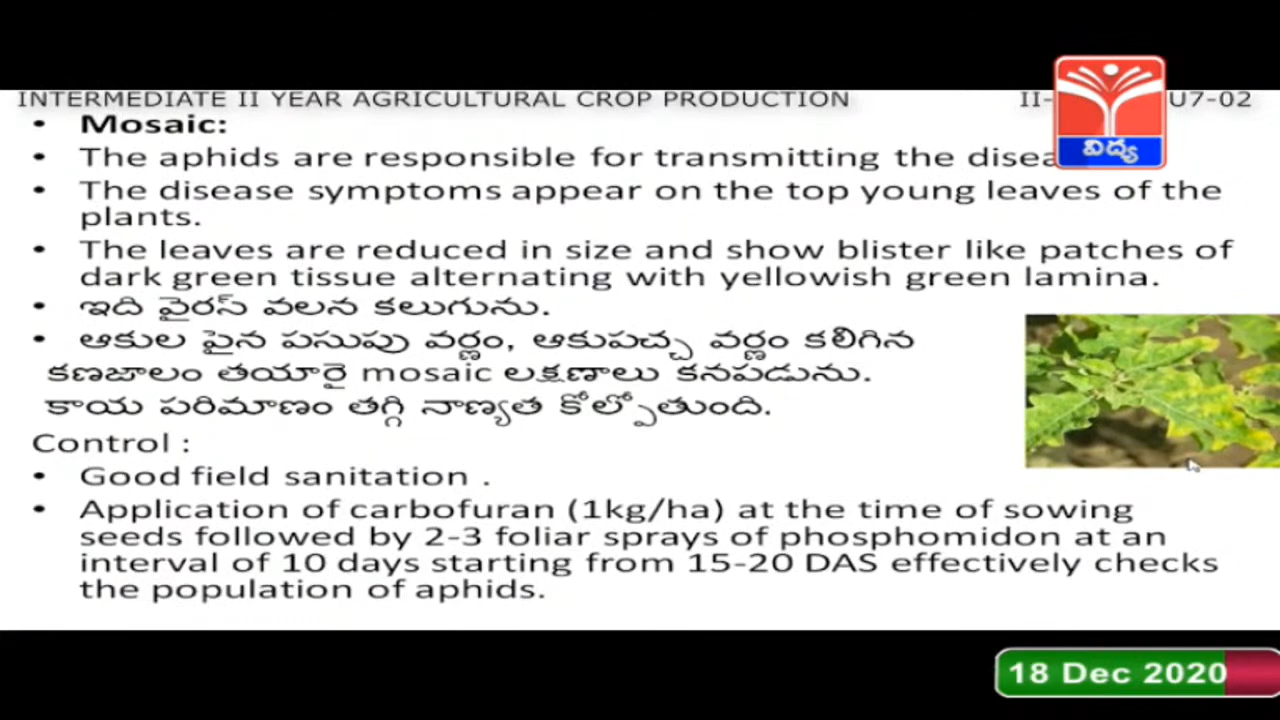 INTERMEDIATE II YEAR AGRICULTURAL CROP PRODUCTION II- U7-02
విద్య
• Mosaic:
• The aphids are responsible for transmitting the
• The disease symptoms appear on the top young leaves of the
plants.
• The leaves are reduced in size and show blister like patches of
dark green tissue alternating with yellowish green lamina.
• ఇది వైరస్ వలన కలుగును.
• ఆకుల పైన పసుపు వర్ణం, ఆకుపచ్చ వర్ణం కలిగిన
కణజాలం తయారై mosaic లక్షణాలు కనపడును.
కాయ పరిమాణం తగ్గి నాణ్యత కోల్పోతుంది.
Control :
• Good field sanitation .
• Application of carbofuran (1kg/ha) at the time of sowing
seeds followed by 2-3 foliar sprays of phosphomidon at an
interval of 10 days starting from 15-20 DAS effectively checks
the population of aphids.
18 Dec 2020